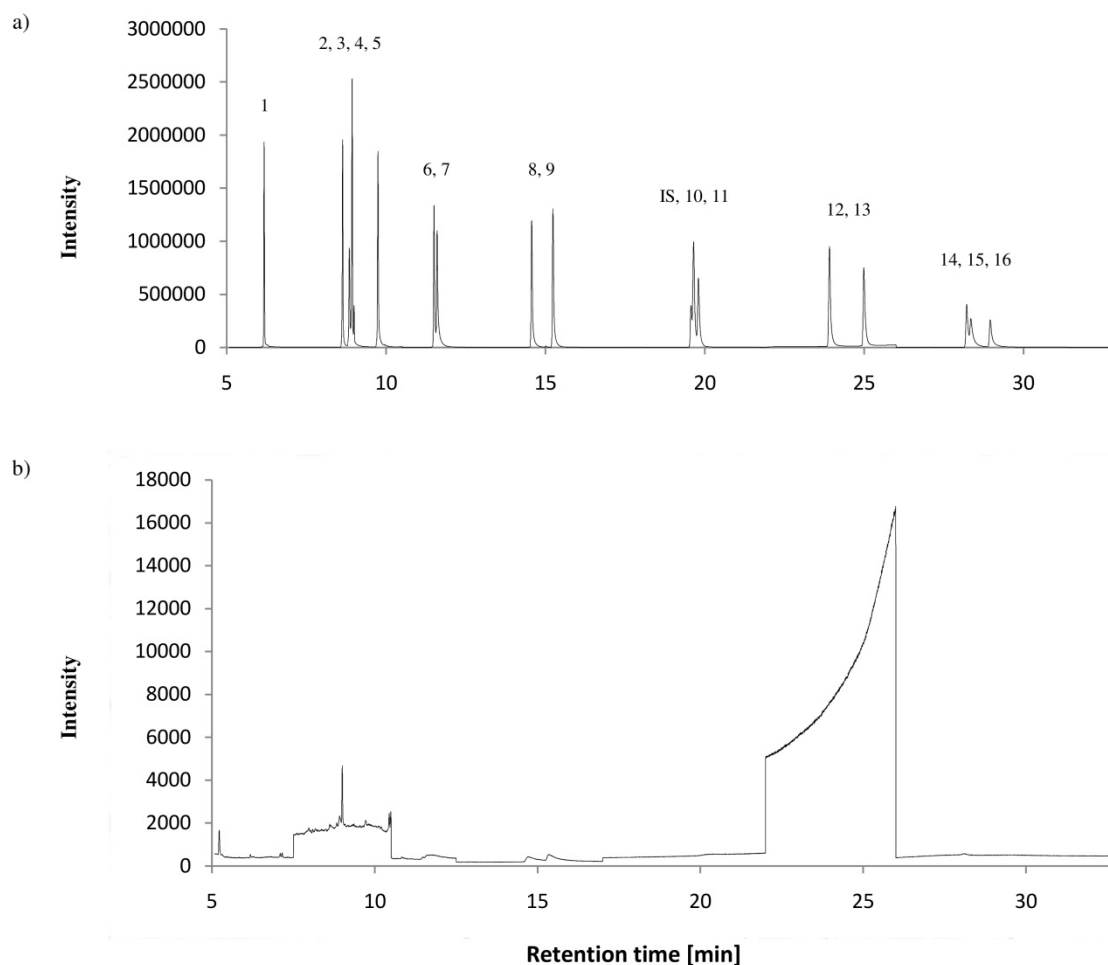 a)
3000000
2, 3, 4, 5
2500000
1
2000000
6, 7
8, 9
1500000
IS, 10, 11
12, 13
1000000
14, 15, 16
500000
0
Intensity
5 10 15 20 25 30
b)
18000
16000
14000
12000
10000
8000
6000
4000
2000
0
Intensity
5 10 15 20 25 30
Retention time [min]